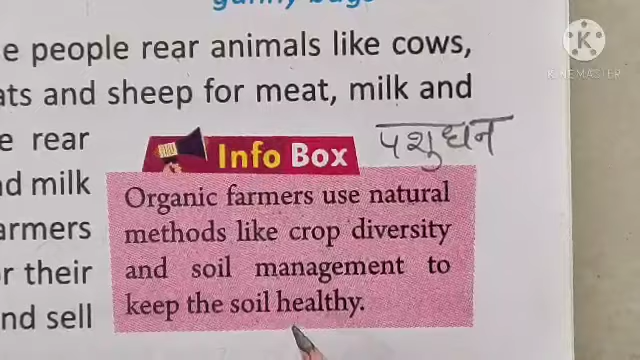 gunny bags
e people rear animals like cows,
ats and sheep for meat, milk and
e rear
d milk
armers
r their
nd sell
पशुधन
Info Box
Organic farmers use natural
methods like crop diversity
and soil management to
keep the soil healthy.
K
KINEMASTER